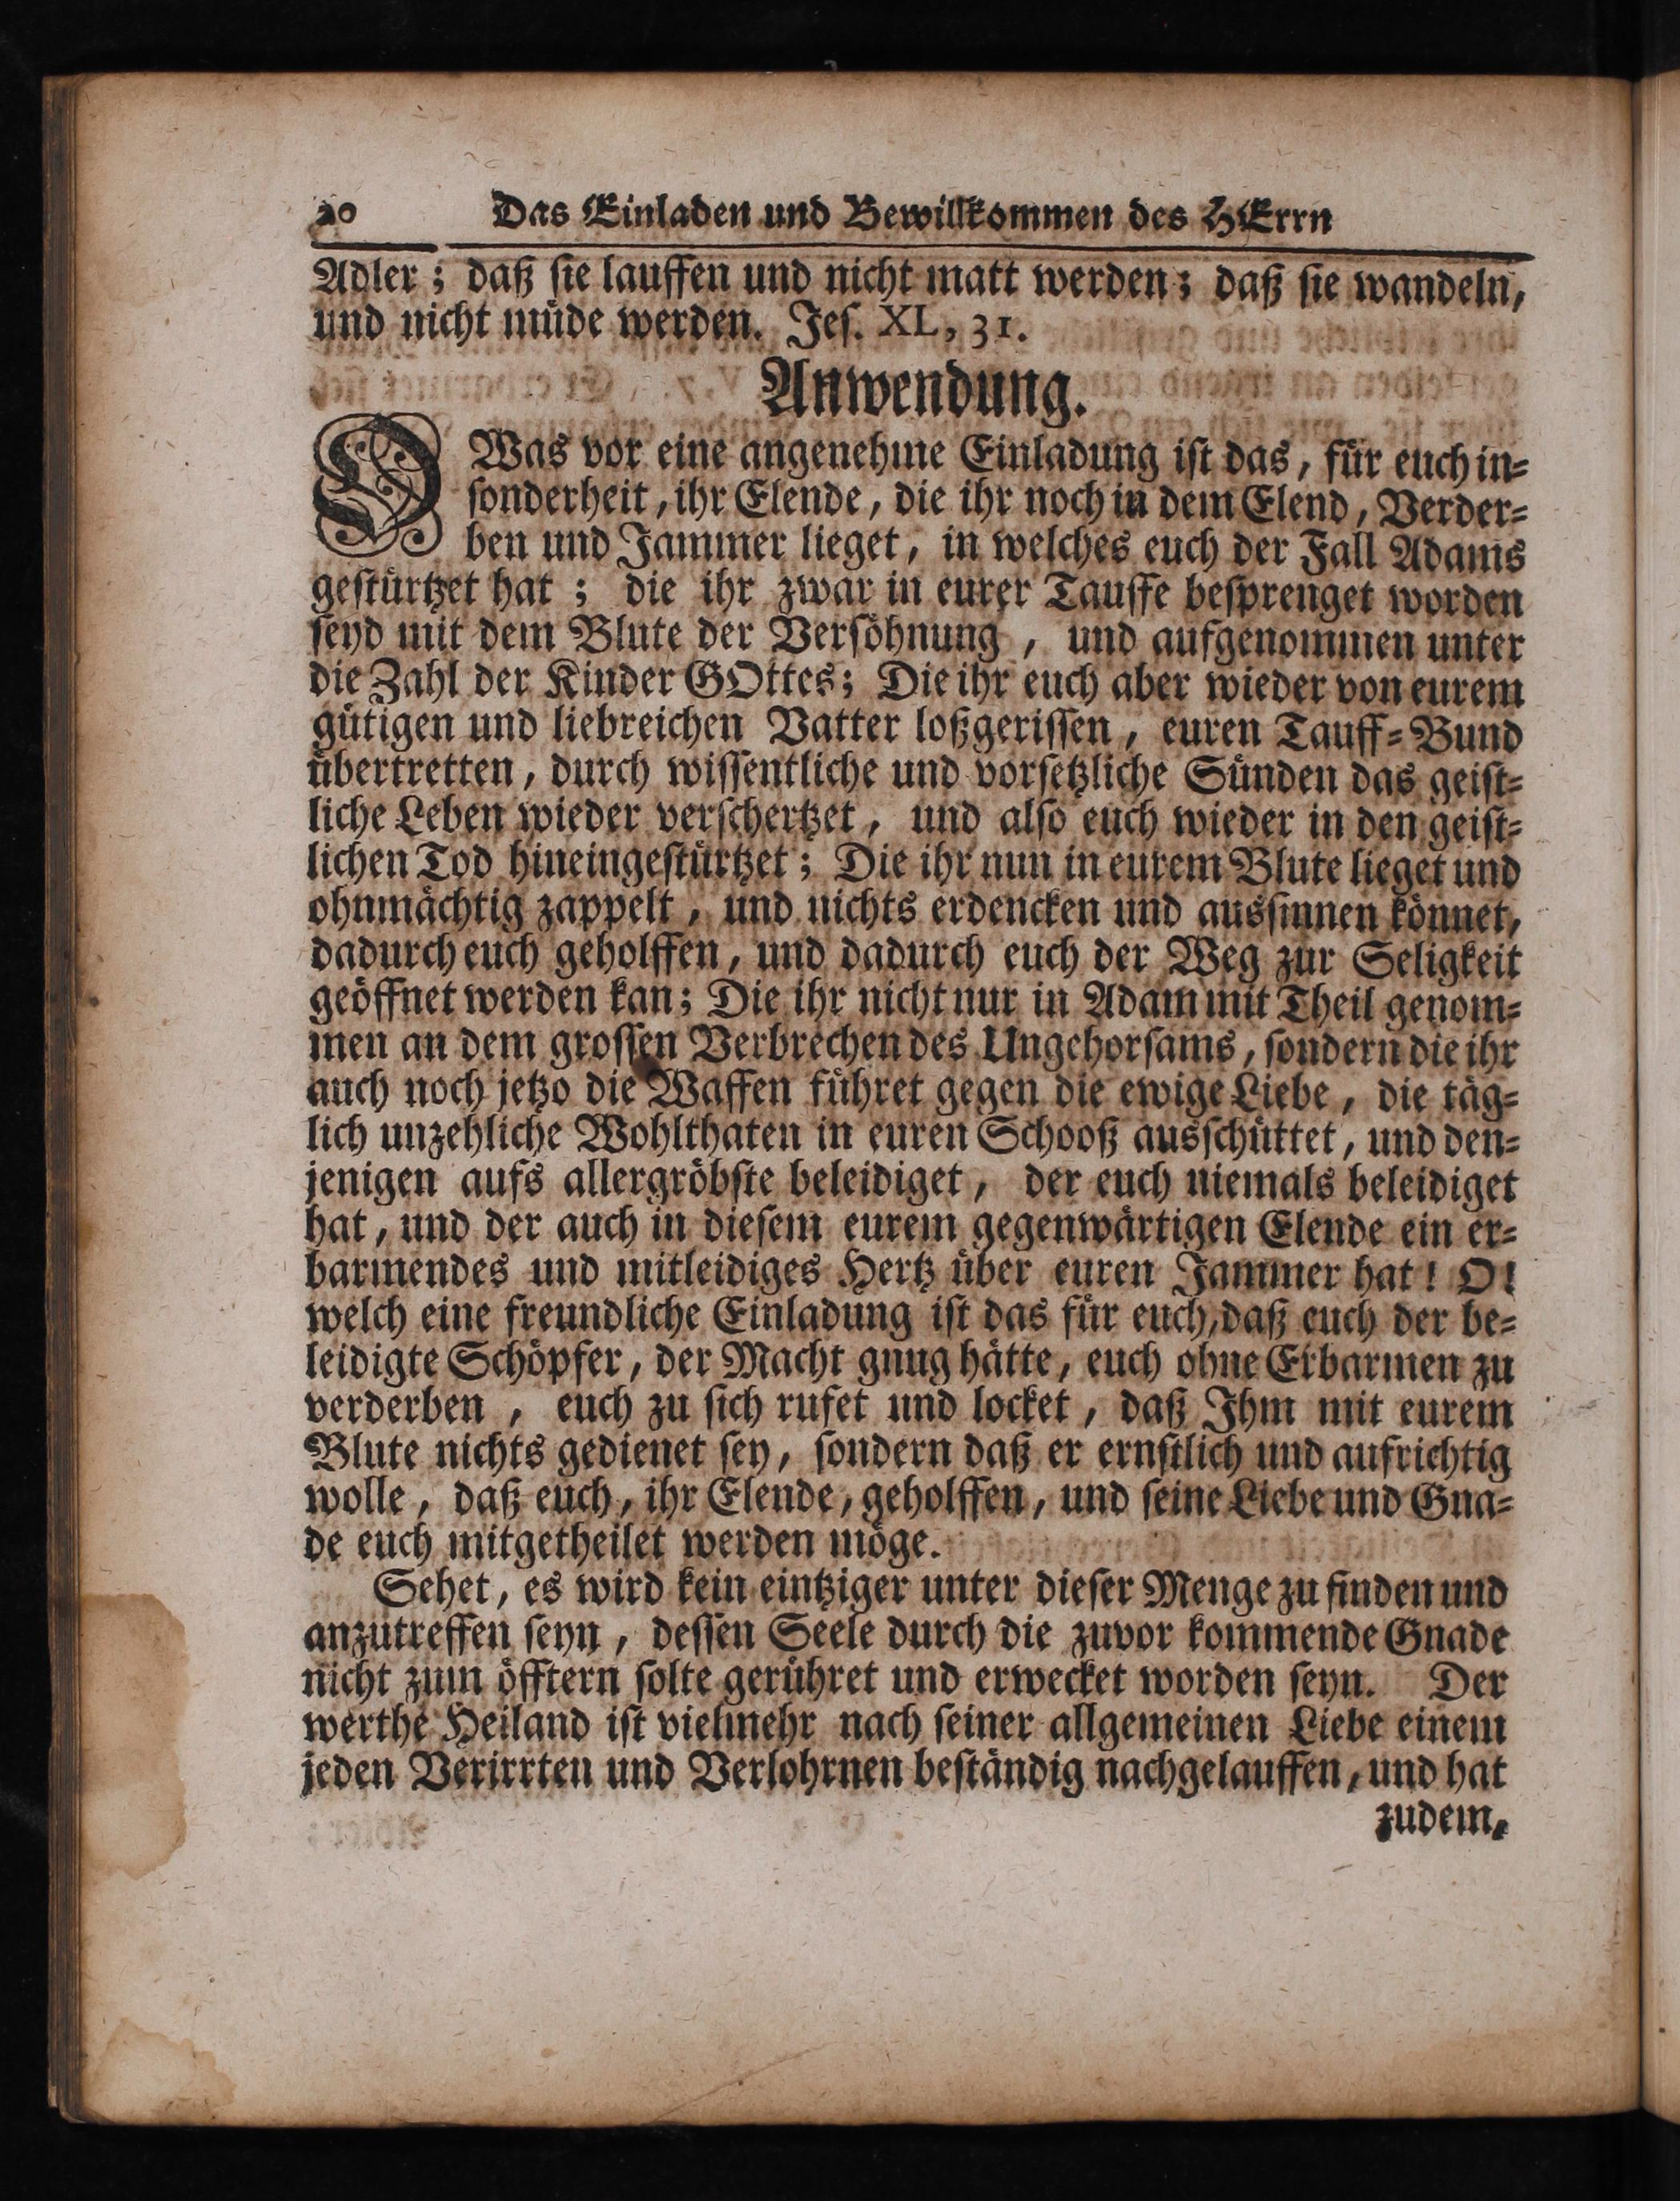 20 Das Einladen und Bewillkommen des HErrn
Adler; daß sie lauffen und nicht matt werden; daß sie wandeln,
und nicht müde werden. Jes. XL, 31.
Anwendung.
O Was vor eine angenehme Einladung ist das, für euch in-
sonderheit, ihr Elende, die ihr noch in dem Elend, Verder-
ben und Jammer lieget, in welches euch der Fall Adams
gestürtzet hat; die ihr zwar in eurer Tauffe besprenget worden
seyd mit dem Blute der Versöhnung, und aufgenommen unter
die Zahl der Kinder GOttes; Die ihr euch aber wieder von eurem
gütigen und liebreichen Vatter loßgerissen, euren Tauff-Bund
übertretten, durch wissentliche und vorsetzliche Sünden das geist-
liche Leben wieder verschertzet, und also euch wieder in den geist-
lichen Tod hineingestürtzet; Die ihr nun in eurem Blute lieget und
ohnmächtig zappelt, und nichts erdencken und aussinnen könnet,
dadurch euch geholffen, und dadurch euch der Weg zur Seligkeit
geöffnet werden kan; Die ihr nicht nur in Adam mit Theil genom-
men an dem grossen Verbrechen des Ungehorsams, sondern die ihr
auch noch jetzo die Waffen führet gegen die ewige Liebe, die täg-
lich unzehliche Wohlthaten in euren Schooß ausschüttet, und den-
jenigen aufs allergröbste beleidiget, der euch niemals beleidiget
hat, und der auch in diesem eurem gegenwärtigen Elende ein er-
barmendes und mitleidiges Hertz über euren Jammer hat! O!
welch eine freundliche Einladung ist das für euch, daß euch der be-
leidigte Schöpfer, der Macht gnug hätte, euch ohne Erbarmen zu
verderben, euch zu sich rufet und locket, daß Ihm mit eurem
Blute nichts gedienet sey, sondern daß er ernstlich und aufrichtig
wolle, daß euch, ihr Elende, geholffen, und seine Liebe und Gna-
de euch mitgetheilet werden möge.
Sehet, es wird kein eintziger unter dieser Menge zu finden und
anzutreffen seyn, dessen Seele durch die zuvor kommende Gnade
nicht zum öfftern solte gerühret und erwecket worden seyn. Der
werthe Heiland ist vielmehr nach seiner allgemeinen Liebe einem
jeden Verirrten und Verlohrnen beständig nachgelauffen, und hat
zudem,